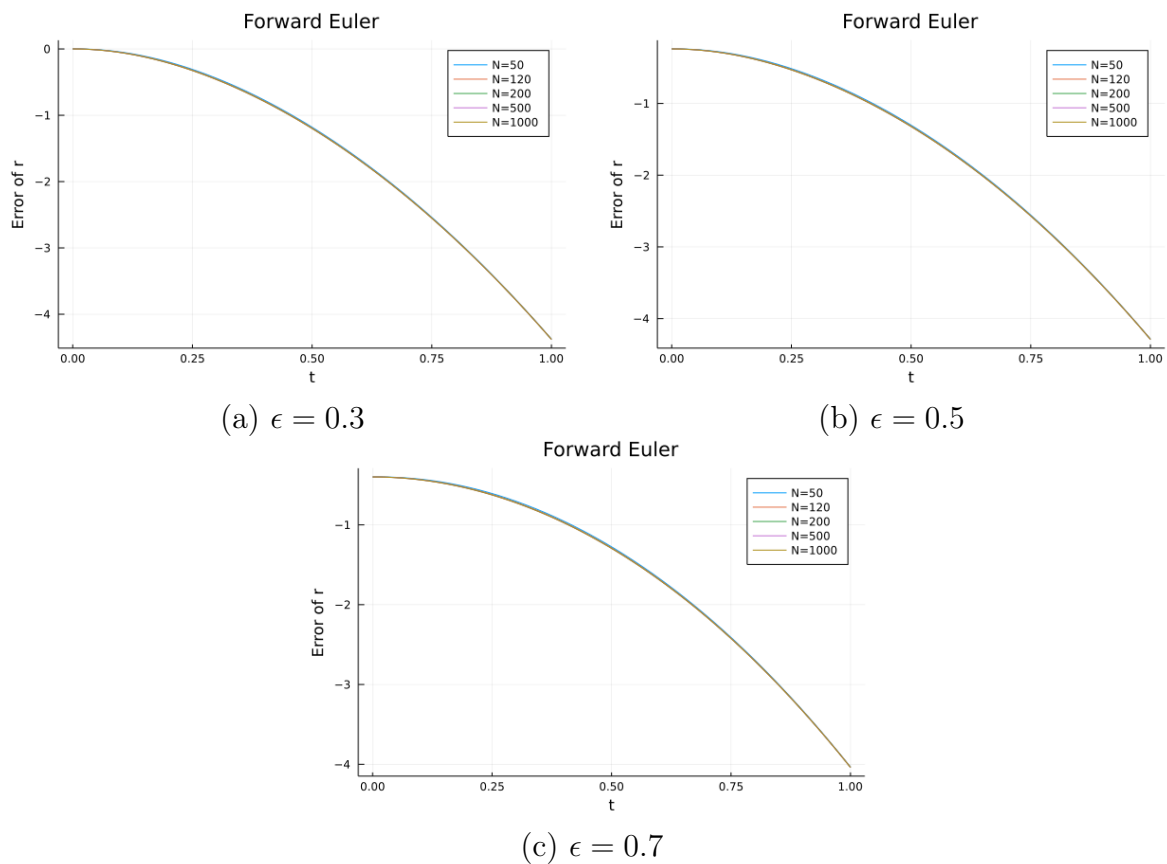 Forward Euler
0
−1
−2
−3
−4
Error of r
N=50
N=120
N=200
N=500
N=1000
0.00 0.25 0.50 0.75 1.00
t
(a) ϵ = 0.3
Forward Euler
−1
−2
−3
−4
Error of r
N=50
N=120
N=200
N=500
N=1000
0.00 0.25 0.50 0.75 1.00
t
(b) ϵ = 0.5
Forward Euler
−1
−2
−3
−4
Error of r
N=50
N=120
N=200
N=500
N=1000
0.00 0.25 0.50 0.75 1.00
t
(c) ϵ = 0.7